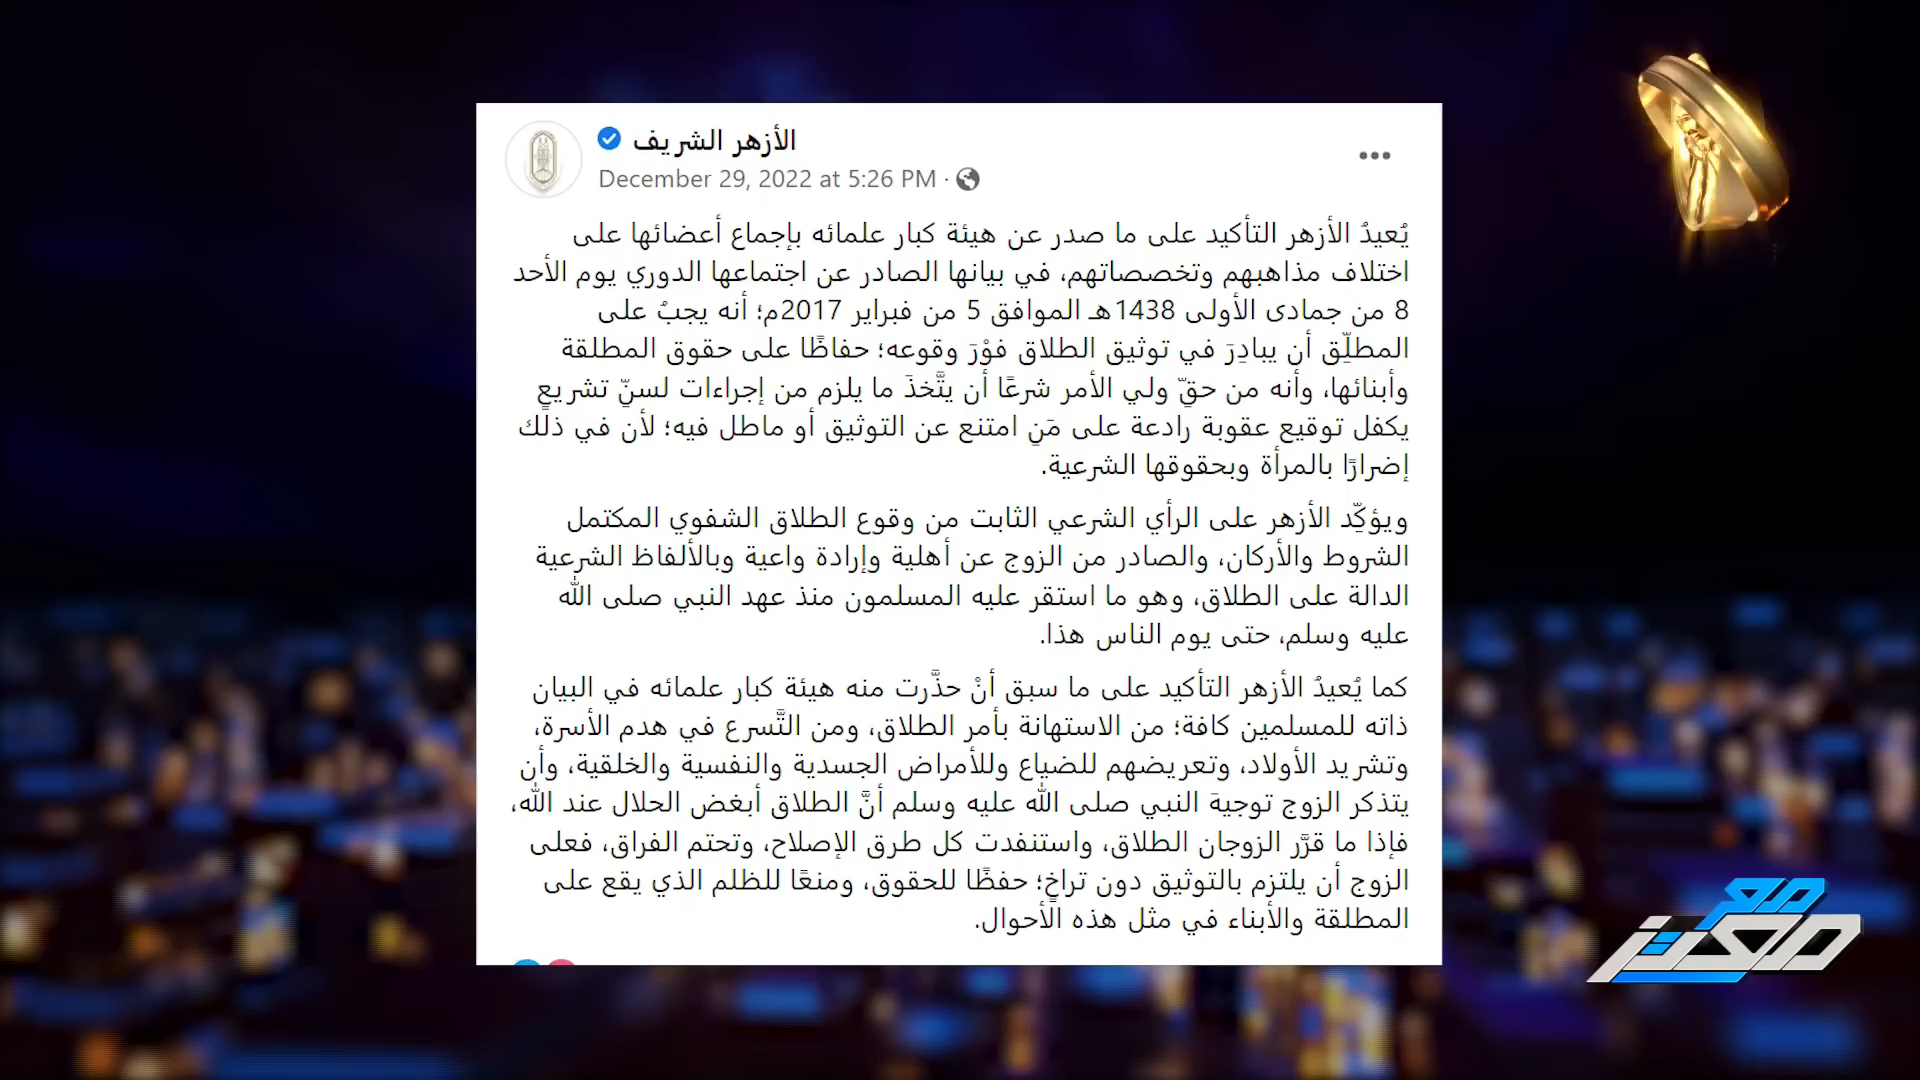 الأزهر الشريف
December 29, 2022 at 5:26 PM ·
يُعيدُ الأزهر التأكيد على ما صدر عن هيئة كبار علمائه بإجماع أعضائها على
اختلاف مذاهبهم وتخصصاتهم، في بيانها الصادر عن اجتماعها الدوري يوم الأحد
8 من جمادى الأولى 1438هـ الموافق 5 من فبراير 2017م؛ أنه يجبُ على
المطلِّق أن يبادِرَ في توثيق الطلاق فوْرَ وقوعه؛ حفاظًا على حقوق المطلقة
وأبنائها، وأنه من حقِّ ولي الأمر شرعًا أن يتَّخذَ ما يلزم من إجراءات لسنِّ تشريعٍ
يكفل توقيع عقوبة رادعة على مَنِ امتنع عن التوثيق أو ماطل فيه؛ لأن في ذلك
إضرارًا بالمرأة وبحقوقها الشرعية.
ويؤكِّد الأزهر على الرأي الشرعي الثابت من وقوع الطلاق الشفوي المكتمل
الشروط والأركان، والصادر من الزوج عن أهلية وإرادة واعية وبالألفاظ الشرعية
الدالة على الطلاق، وهو ما استقر عليه المسلمون منذ عهد النبي صلى الله
عليه وسلم، حتى يوم الناس هذا.
كما يُعيدُ الأزهر التأكيد على ما سبق أنْ حذَّرت منه هيئة كبار علمائه في البيان
ذاته للمسلمين كافة؛ من الاستهانة بأمر الطلاق، ومن التَّسرع في هدم الأسرة،
وتشريد الأولاد، وتعريضهم للضياع وللأمراض الجسدية والنفسية والخلقية، وأن
يتذكر الزوج توجيهَ النبي صلى الله عليه وسلم أنَّ الطلاق أبغض الحلال عند الله،
فإذا ما قرَّر الزوجان الطلاق، واستنفدت كل طرق الإصلاح، وتحتم الفراق، فعلى
الزوج أن يلتزم بالتوثيق دون تراخٍ؛ حفظًا للحقوق، ومنعًا للظلم الذي يقع على
المطلقة والأبناء في مثل هذه الأحوال.
مع